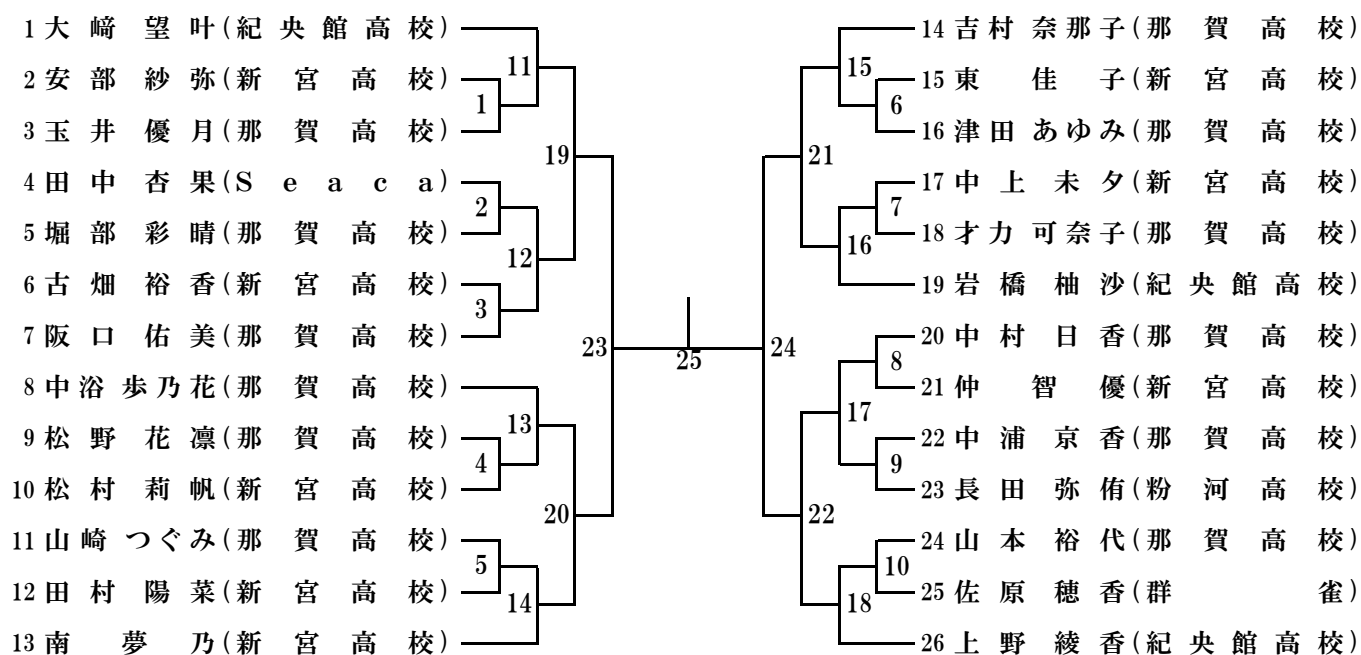 1 大﨑望叶(紀央館高校)
2 安部紗弥(新宮高校)
3 玉井優月(那賀高校)
4 田中杏果(Seaca)
5 堀部彩晴(那賀高校)
6 古畑裕香(新宮高校)
7 阪口佑美(那賀高校)
8 中谷歩乃花(那賀高校)
9 松野花凛(那賀高校)
10 松村莉帆(新宮高校)
11 山崎つぐみ(那賀高校)
12 田村陽菜(新宮高校)
13 南夢乃(新宮高校)
11
1
19
2
12
3
23
13
4
20
5
14
25
14 吉村奈那子(那賀高校)
15 東佳子(新宮高校)
16 津田あゆみ(那賀高校)
17 中上未夕(新宮高校)
18 才力可奈子(那賀高校)
19 岩橋柚沙(紀央館高校)
20 中村日香(那賀高校)
21 仲智優(新宮高校)
22 中浦京香(那賀高校)
23 長田弥侑(粉河高校)
24 山本裕代(那賀高校)
25 佐原穂香(群雀)
26 上野綾香(紀央館高校)
15
6
21
7
16
24
8
17
9
22
10
18